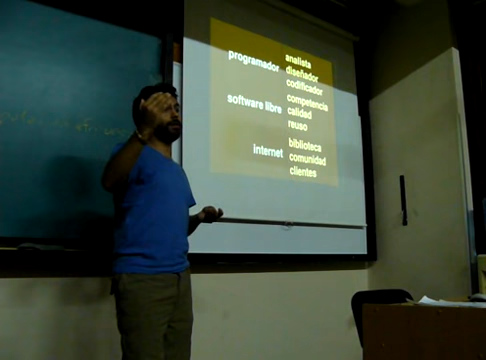 programador
analista
diseñador
codificador
software libre
competencia
calidad
reuso
internet
biblioteca
comunidad
clientes